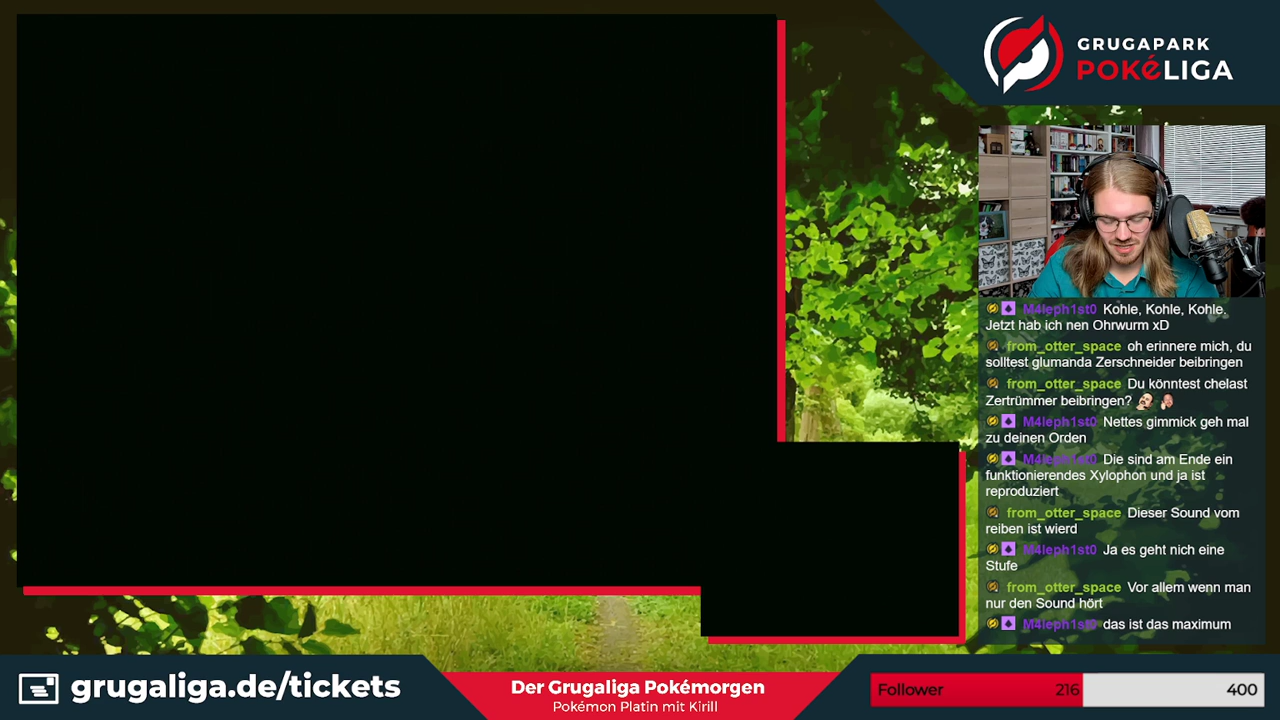 GRUGAPARK
POKéLIGA
M4leph1st0 Kohle, Kohle, Kohle.
Jetzt hab ich nen Ohrwurm xD
from_otter_space oh erinnere mich, du
solltest glumanda Zerschneider beibringen
from_otter_space Du könntest chelast
Zertrümmer beibringen?
M4leph1st0 Nettes gimmick geh mal
zu deinen Orden
M4leph1st0 Die sind am Ende ein
funktionierendes Xylophon und ja ist
reproduziert
from_otter_space Dieser Sound vom
reiben ist wierd
M4leph1st0 Ja es geht nich eine
Stufe
from_otter_space Vor allem wenn man
nur den Sound hört
M4leph1st0 das ist das maximum
grugaliga.de/tickets
Der Grugaliga Pokémorgen
Pokémon Platin mit Kirill
Follower 216 400